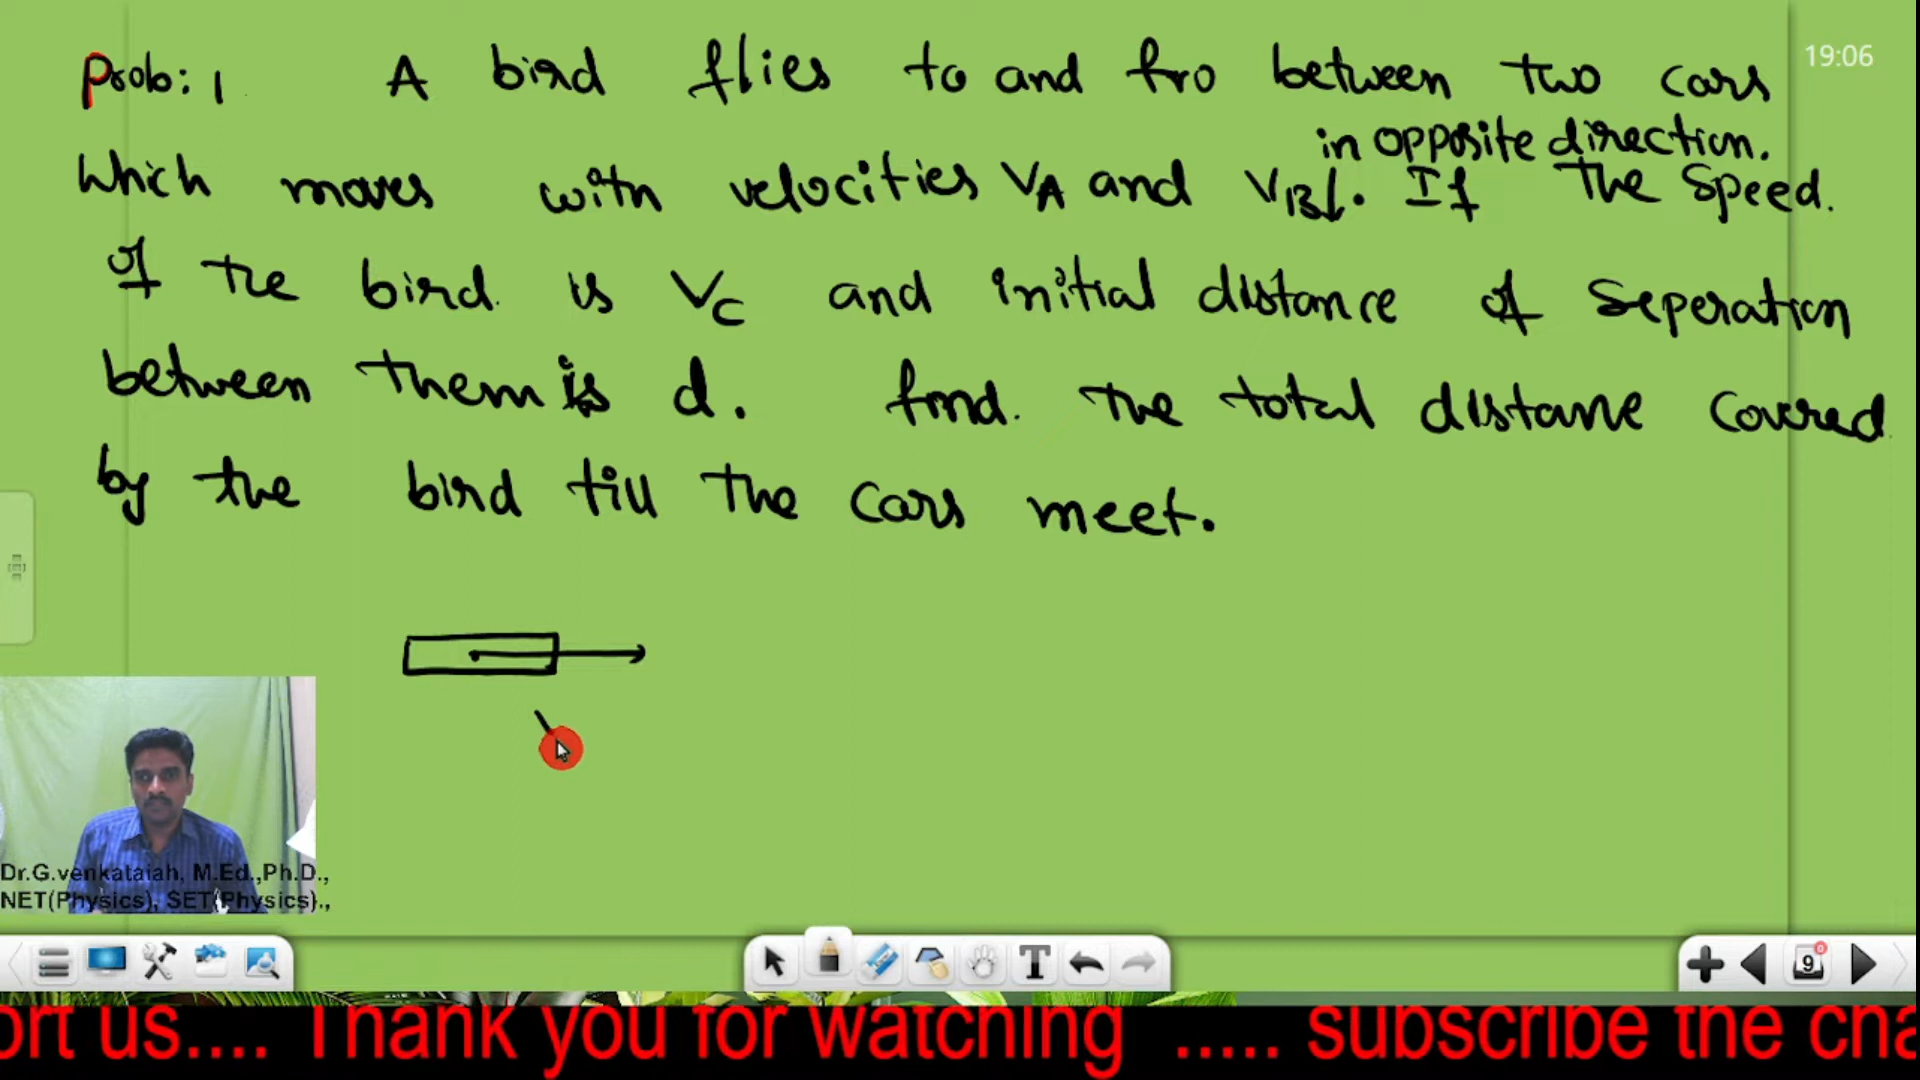 Prob: 1 A bird flies to and fro between two cars
in opposite direction.
Which moves with velocities VA and VB. If the Speed.
of the bird. is VC and initial distance of Seperation
between them is d. find. the total distance Covered
by the bird till the Cars meet.
19:06
Dr.G.venkataiah, M.Ed.,Ph.D.,
NET(Physics), SET(Physics).,
T
9
0
ort us.... Thank you for watching ..... subscribe the cha